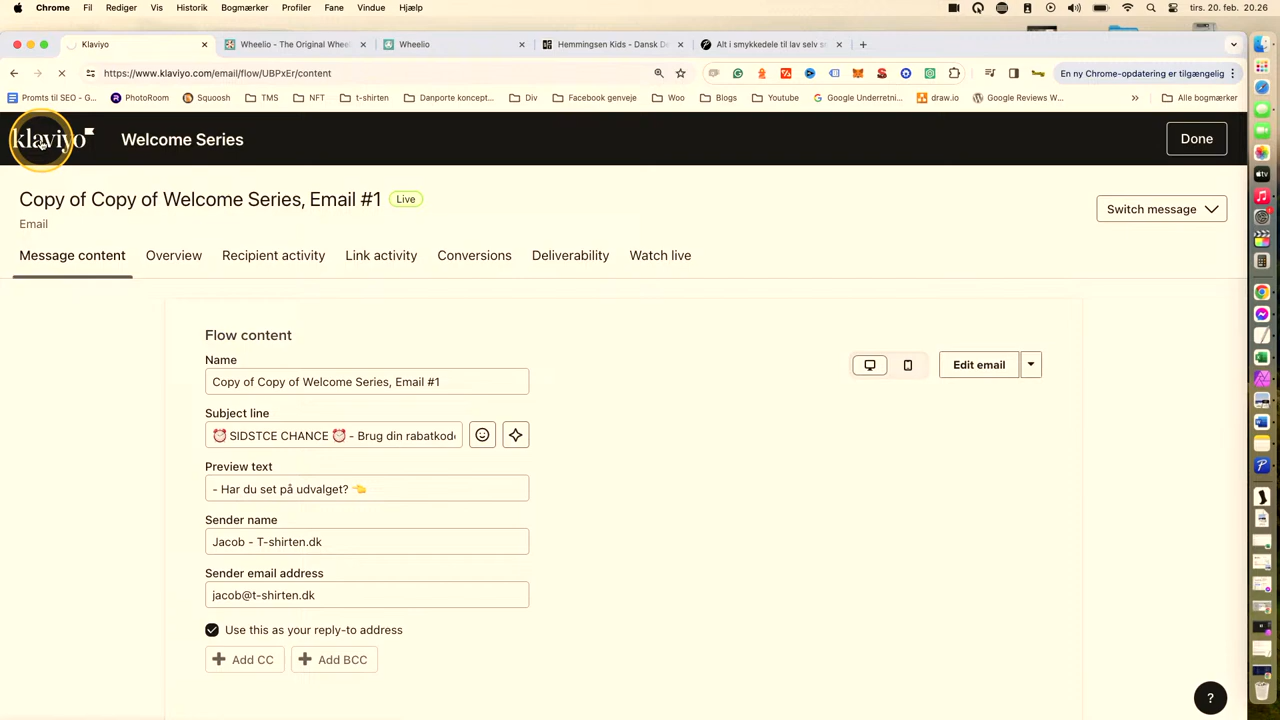 Chrome Fil Rediger Vis Historik Bogmærker Profiler Fane Vindue Hjælp tirs. 20. feb. 20.26
Klaviyo Wheelio - The Original Whee Wheelio Hemmingsen Kids - Dansk De Alt i smykkedele til lav selv s
https://www.klaviyo.com/email/flow/UBPxEr/content En ny Chrome-opdatering er tilgængelig
Promts til SEO - G... PhotoRoom Squoosh TMS NFT t-shirten Danporte koncept... Div Facebook genveje Woo Blogs Youtube Google Underretni... draw.io Google Reviews W... » Alle bogmærker
klaviyo Welcome Series Done
Copy of Copy of Welcome Series, Email #1 Live
Switch message
Email
Message content Overview Recipient activity Link activity Conversions Deliverability Watch live
Flow content
Name
Edit email
Copy of Copy of Welcome Series, Email #1
Subject line
⏰ SIDSTCE CHANCE ⏰ - Brug din rabatkode
Preview text
- Har du set på udvalget? 👈
Sender name
Jacob - T-shirten.dk
Sender email address
jacob@t-shirten.dk
Use this as your reply-to address
Add CC Add BCC
?